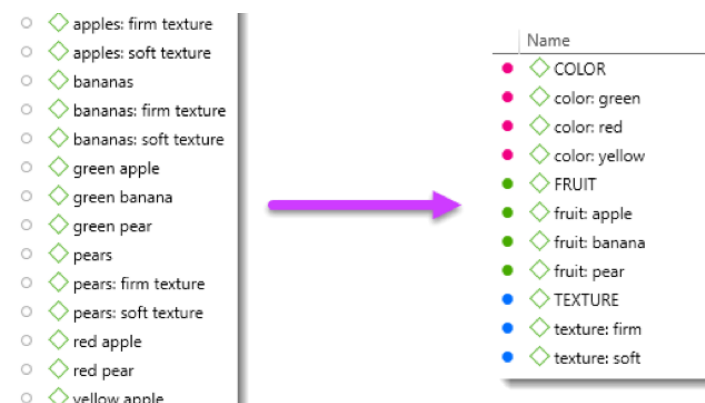 apples: firm texture
apples: soft texture
bananas
bananas: firm texture
bananas: soft texture
green apple
green banana
green pear
pears
pears: firm texture
pears: soft texture
red apple
red pear
yellow apple
Name
COLOR
color: green
color: red
color: yellow
FRUIT
fruit: apple
fruit: banana
fruit: pear
TEXTURE
texture: firm
texture: soft